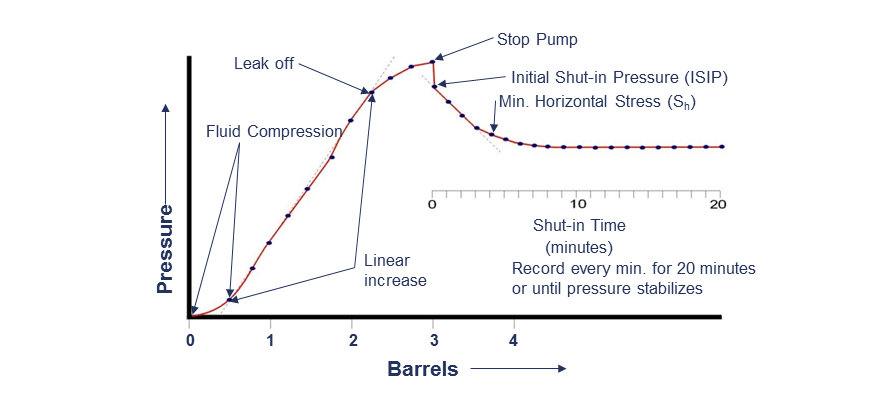 Stop Pump
Leak off
Initial Shut-in Pressure (ISIP)
Min. Horizontal Stress (Sh)
Fluid Compression
Pressure
0 10 20
Shut-in Time
(minutes)
Record every min. for 20 minutes
or until pressure stabilizes
Linear
increase
0 1 2 3 4
Barrels